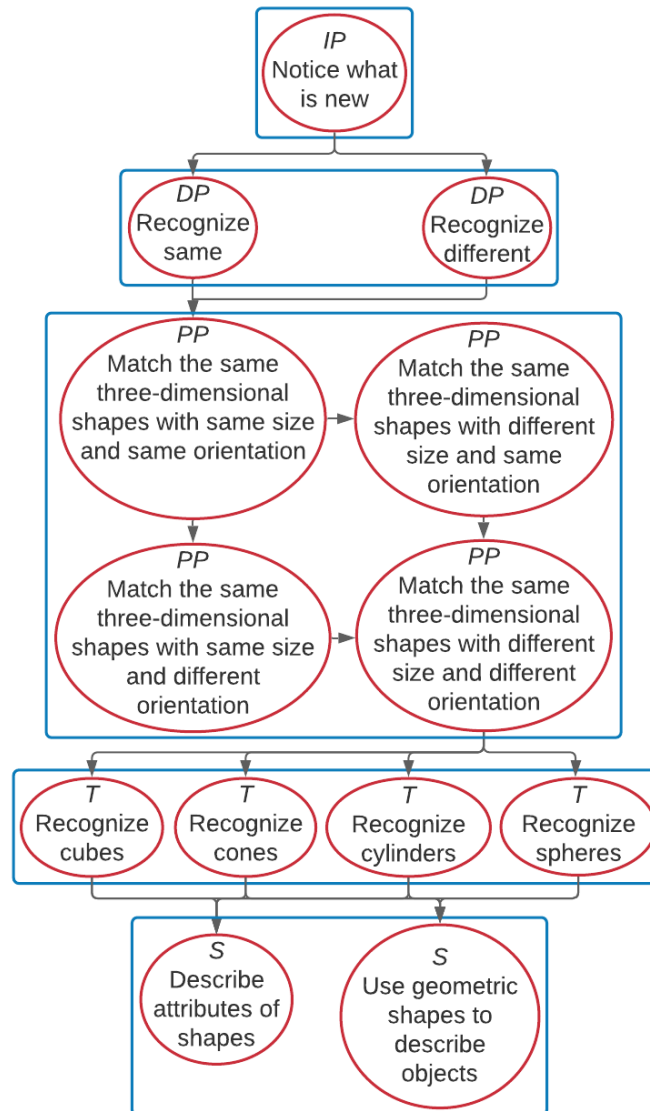 IP
Notice what
is new
DP
Recognize
same
DP
Recognize
different
PP
Match the same
three-dimensional
shapes with same size
and same orientation
PP
Match the same
three-dimensional
shapes with different
size and same
orientation
PP
Match the same
three-dimensional
shapes with same size
and different
orientation
PP
Match the same
three-dimensional
shapes with different
size and different
orientation
T
Recognize
cubes
T
Recognize
cones
T
Recognize
cylinders
T
Recognize
spheres
S
Describe
attributes of
shapes
S
Use geometric
shapes to
describe
objects